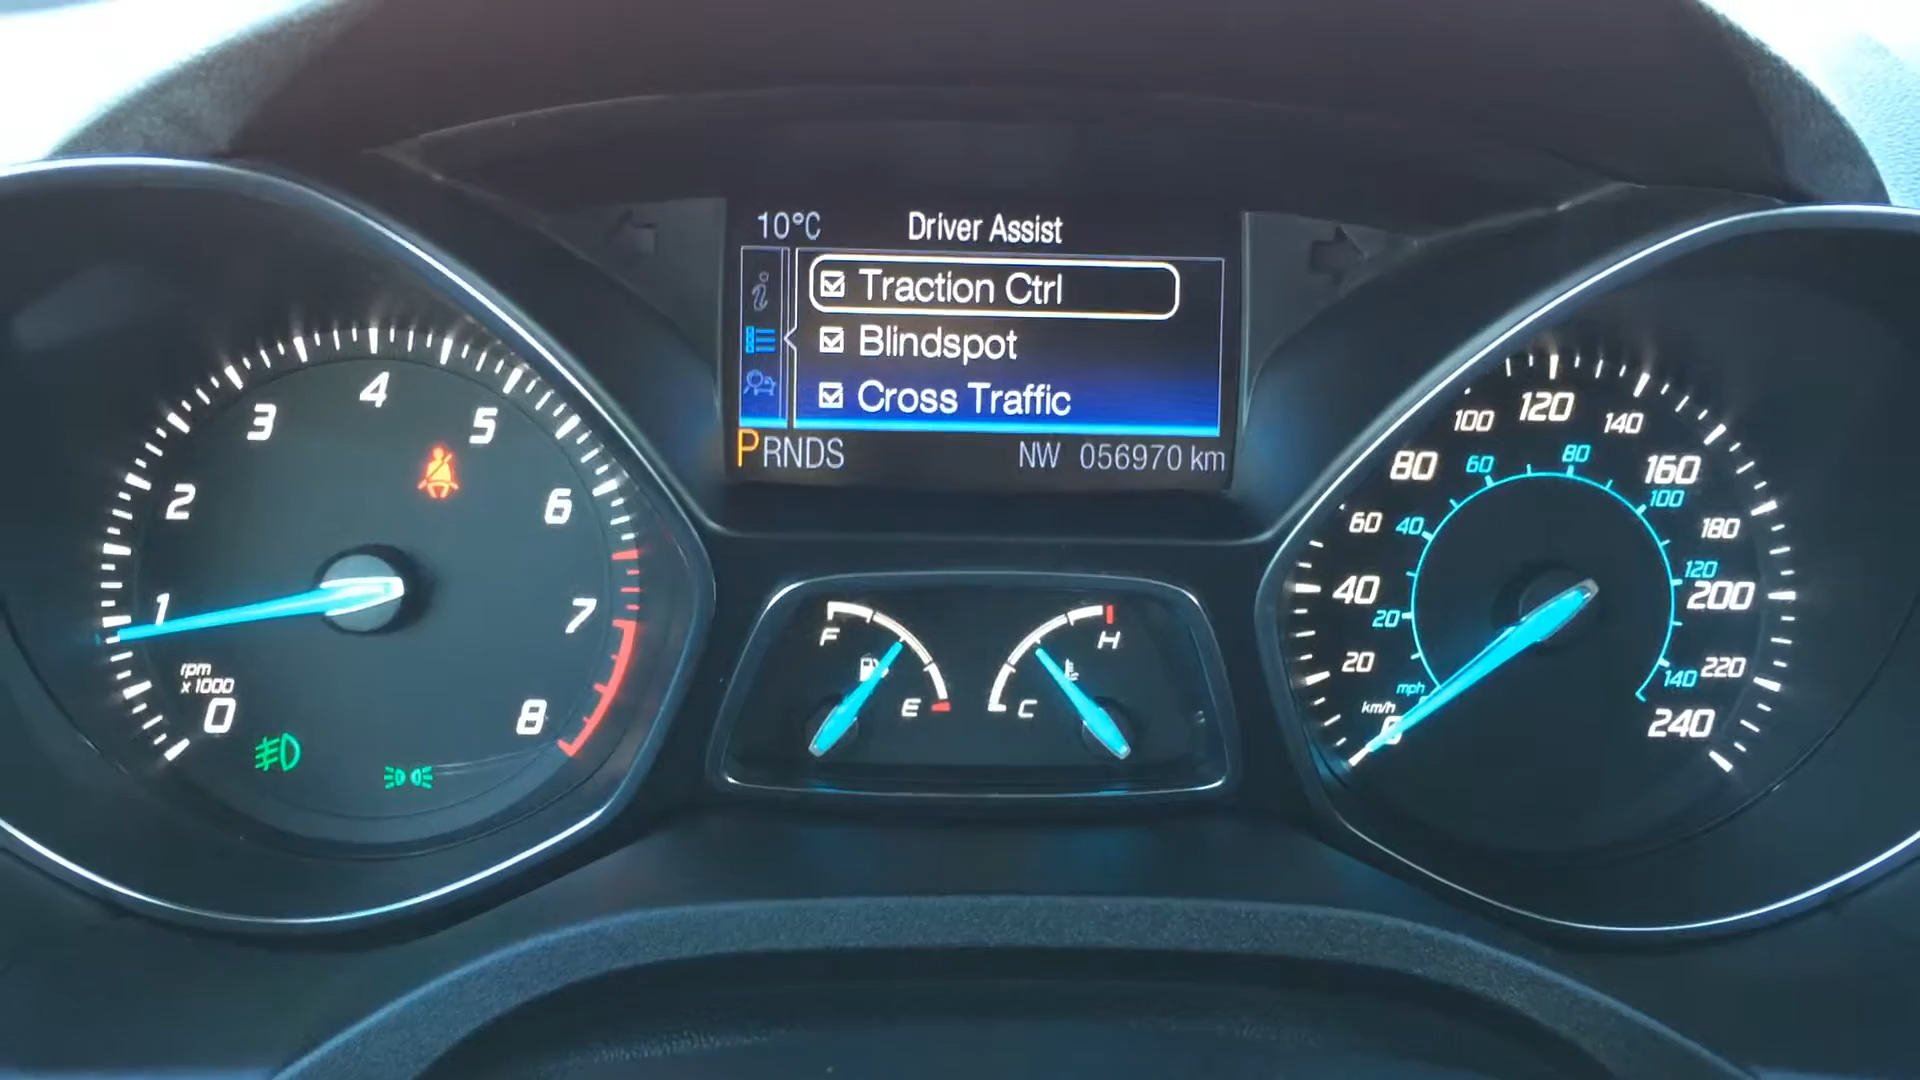 10°C Driver Assist
Traction Ctrl
Blindspot
Cross Traffic
PRNDS NW 056970 km
0
1
2
3
4
5
6
7
8
rpm
x 1000
F
E
C
H
km/h
0
20
40
60
80
100
120
140
160
180
200
220
240
mph
20
40
60
80
100
120
140